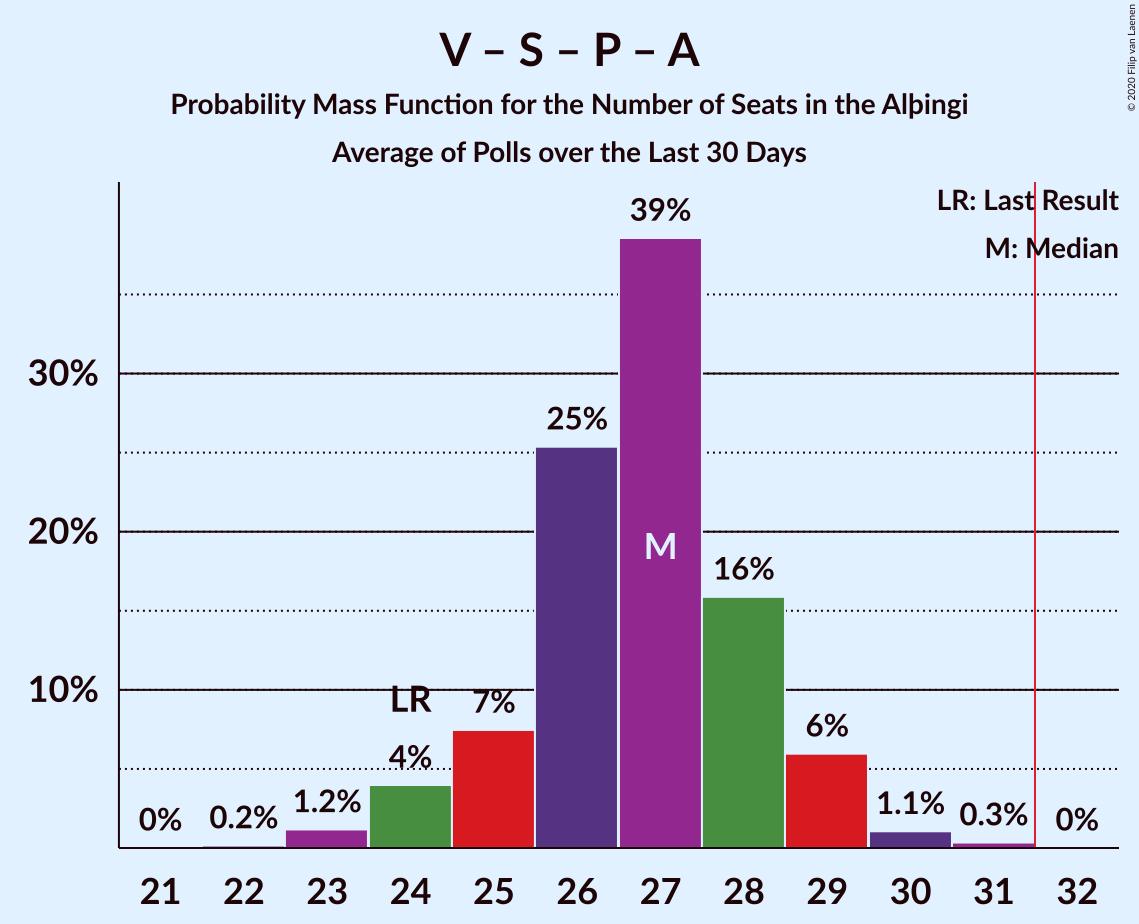 V – S – P – A
Probability Mass Function for the Number of Seats in the Alþingi
Average of Polls over the Last 30 Days
© 2020 Filip van Laenen
LR: Last Result
M: Median
30%
20%
10%
0%
0.2%
1.2%
LR
4%
7%
25%
39%
M
16%
6%
1.1%
0.3%
0%
21 22 23 24 25 26 27 28 29 30 31 32